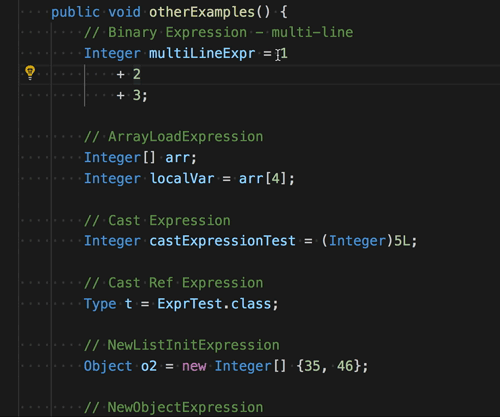 public void otherExamples() {
// Binary Expression - multi-line
Integer multiLineExpr = 1
+ 2
+ 3;
// ArrayLoadExpression
Integer[] arr;
Integer localVar = arr[4];
// Cast Expression
Integer castExpressionTest = (Integer)5L;
// Cast Ref Expression
Type t = ExprTest.class;
// NewListInitExpression
Object o2 = new Integer[] {35, 46};
// NewObjectExpression